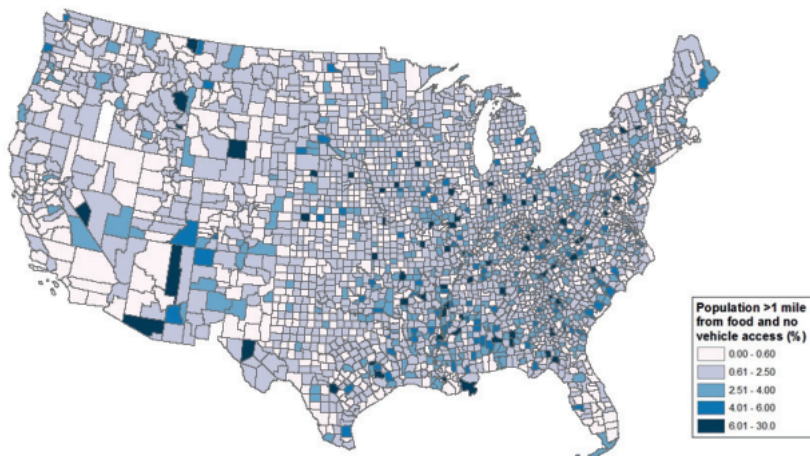 Population >1 mile
from food and no
vehicle access (%)
0.00 - 0.60
0.61 - 2.50
2.51 - 4.00
4.01 - 6.00
6.01 - 30.0